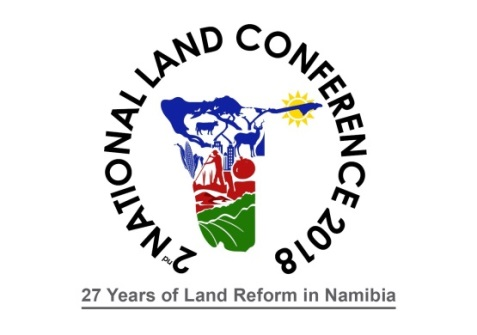 2nd NATIONAL LAND CONFERENCE 2018
27 Years of Land Reform in Namibia